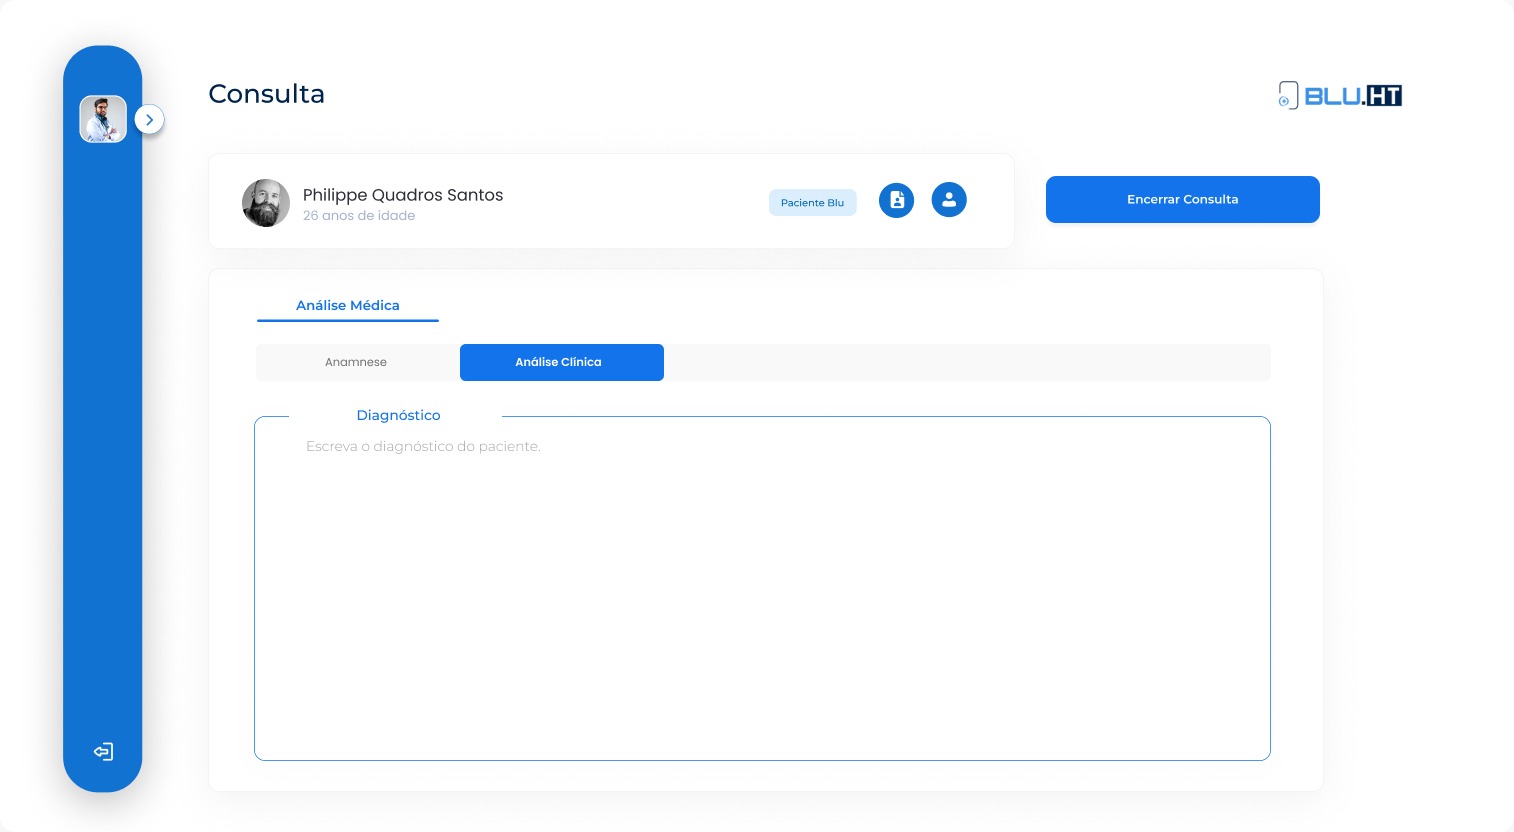 Consulta
BLU.HT
Philippe Quadros Santos
26 anos de idade
Paciente Blu
Encerrar Consulta
Análise Médica
Anamnese
Análise Clínica
Diagnóstico
Escreva o diagnóstico do paciente.